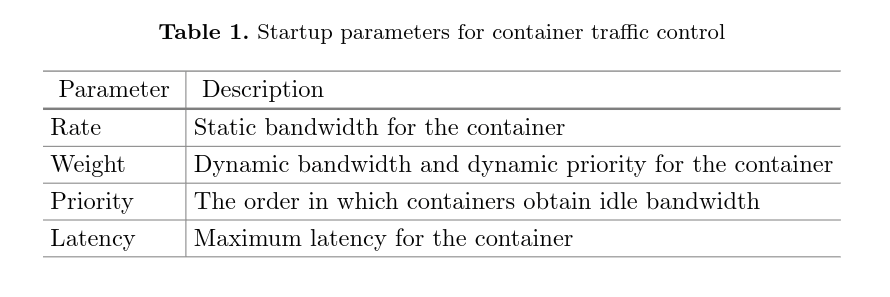 Table 1. Startup parameters for container traffic control
Parameter Description
Rate Static bandwidth for the container
Weight Dynamic bandwidth and dynamic priority for the container
Priority The order in which containers obtain idle bandwidth
Latency Maximum latency for the container